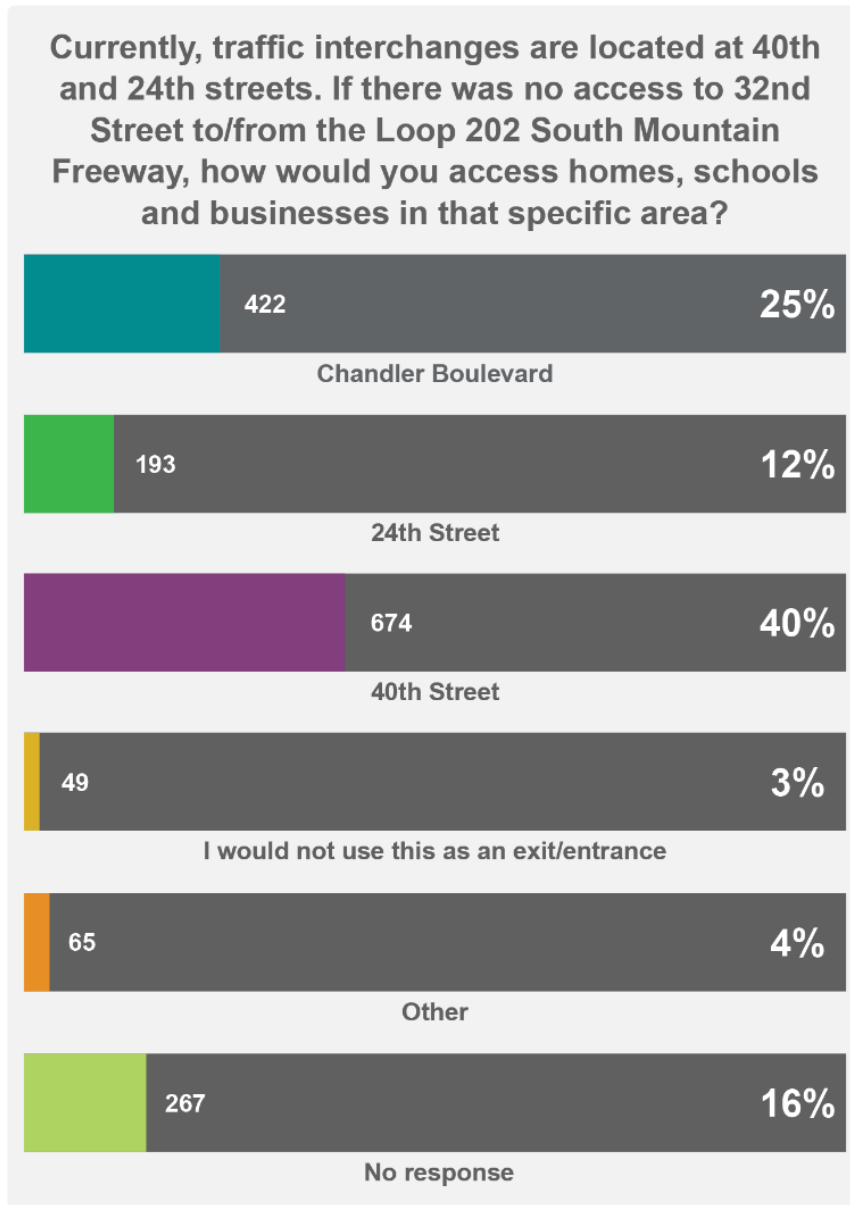 Currently, traffic interchanges are located at 40th
and 24th streets. If there was no access to 32nd
Street to/from the Loop 202 South Mountain
Freeway, how would you access homes, schools
and businesses in that specific area?
422 25%
Chandler Boulevard
193 12%
24th Street
674 40%
40th Street
49 3%
I would not use this as an exit/entrance
65 4%
Other
267 16%
No response